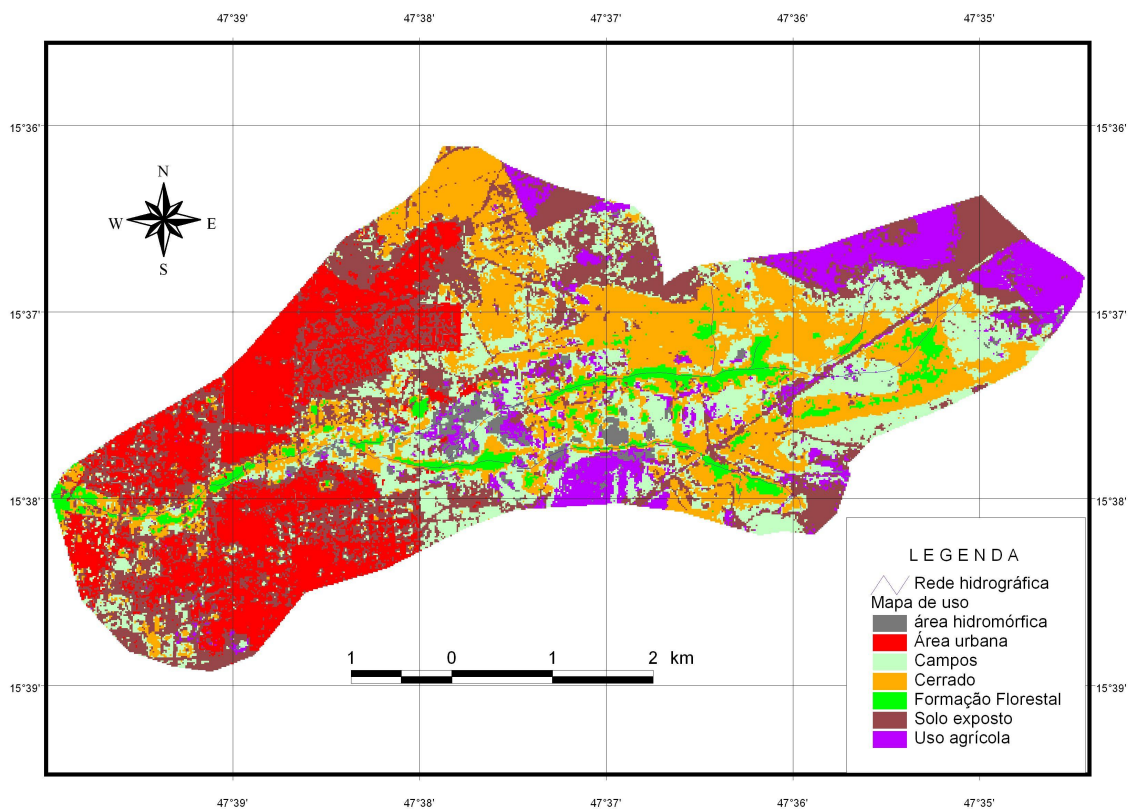 47°39' 47°38' 47°37' 47°36' 47°35'
15°36' 15°36'
N
W E
S
15°37' 15°37'
15°38' 15°38'
LEGENDA
Rede hidrográfica
Mapa de uso
área hidromórfica
Área urbana
Campos
Cerrado
Formação Florestal
Solo exposto
Uso agrícola
1 0 1 2 km
15°39' 15°39'
47°39' 47°38' 47°37' 47°36' 47°35'